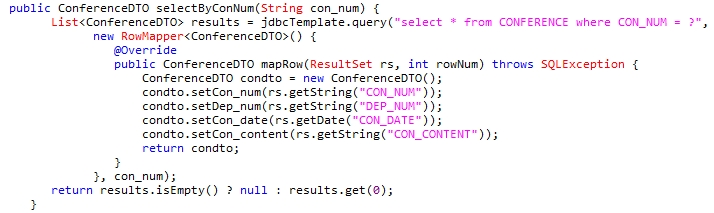 public ConferenceDTO selectByConNum(String con_num) {
List<ConferenceDTO> results = jdbcTemplate.query("select * from CONFERENCE where CON_NUM = ?",
new RowMapper<ConferenceDTO>() {
@Override
public ConferenceDTO mapRow(ResultSet rs, int rowNum) throws SQLException {
ConferenceDTO condto = new ConferenceDTO();
condto.setCon_num(rs.getString("CON_NUM"));
condto.setDep_num(rs.getString("DEP_NUM"));
condto.setCon_date(rs.getDate("CON_DATE"));
condto.setCon_content(rs.getString("CON_CONTENT"));
return condto;
}
}, con_num);
return results.isEmpty() ? null : results.get(0);
}